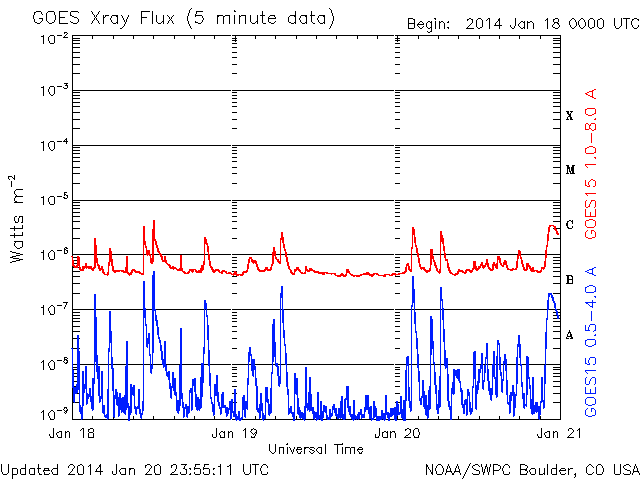 GOES Xray Flux (5 minute data)
Begin: 2014 Jan 18 0000 UTC
10⁻²
10⁻³
10⁻⁴
10⁻⁵
10⁻⁶
10⁻⁷
10⁻⁸
10⁻⁹
Watts m⁻²
X
M
C
B
A
GOES15 1.0-8.0 A
GOES15 0.5-4.0 A
Jan 18
Jan 19
Jan 20
Jan 21
Universal Time
Updated 2014 Jan 20 23:55:11 UTC
NOAA/SWPC Boulder, CO USA